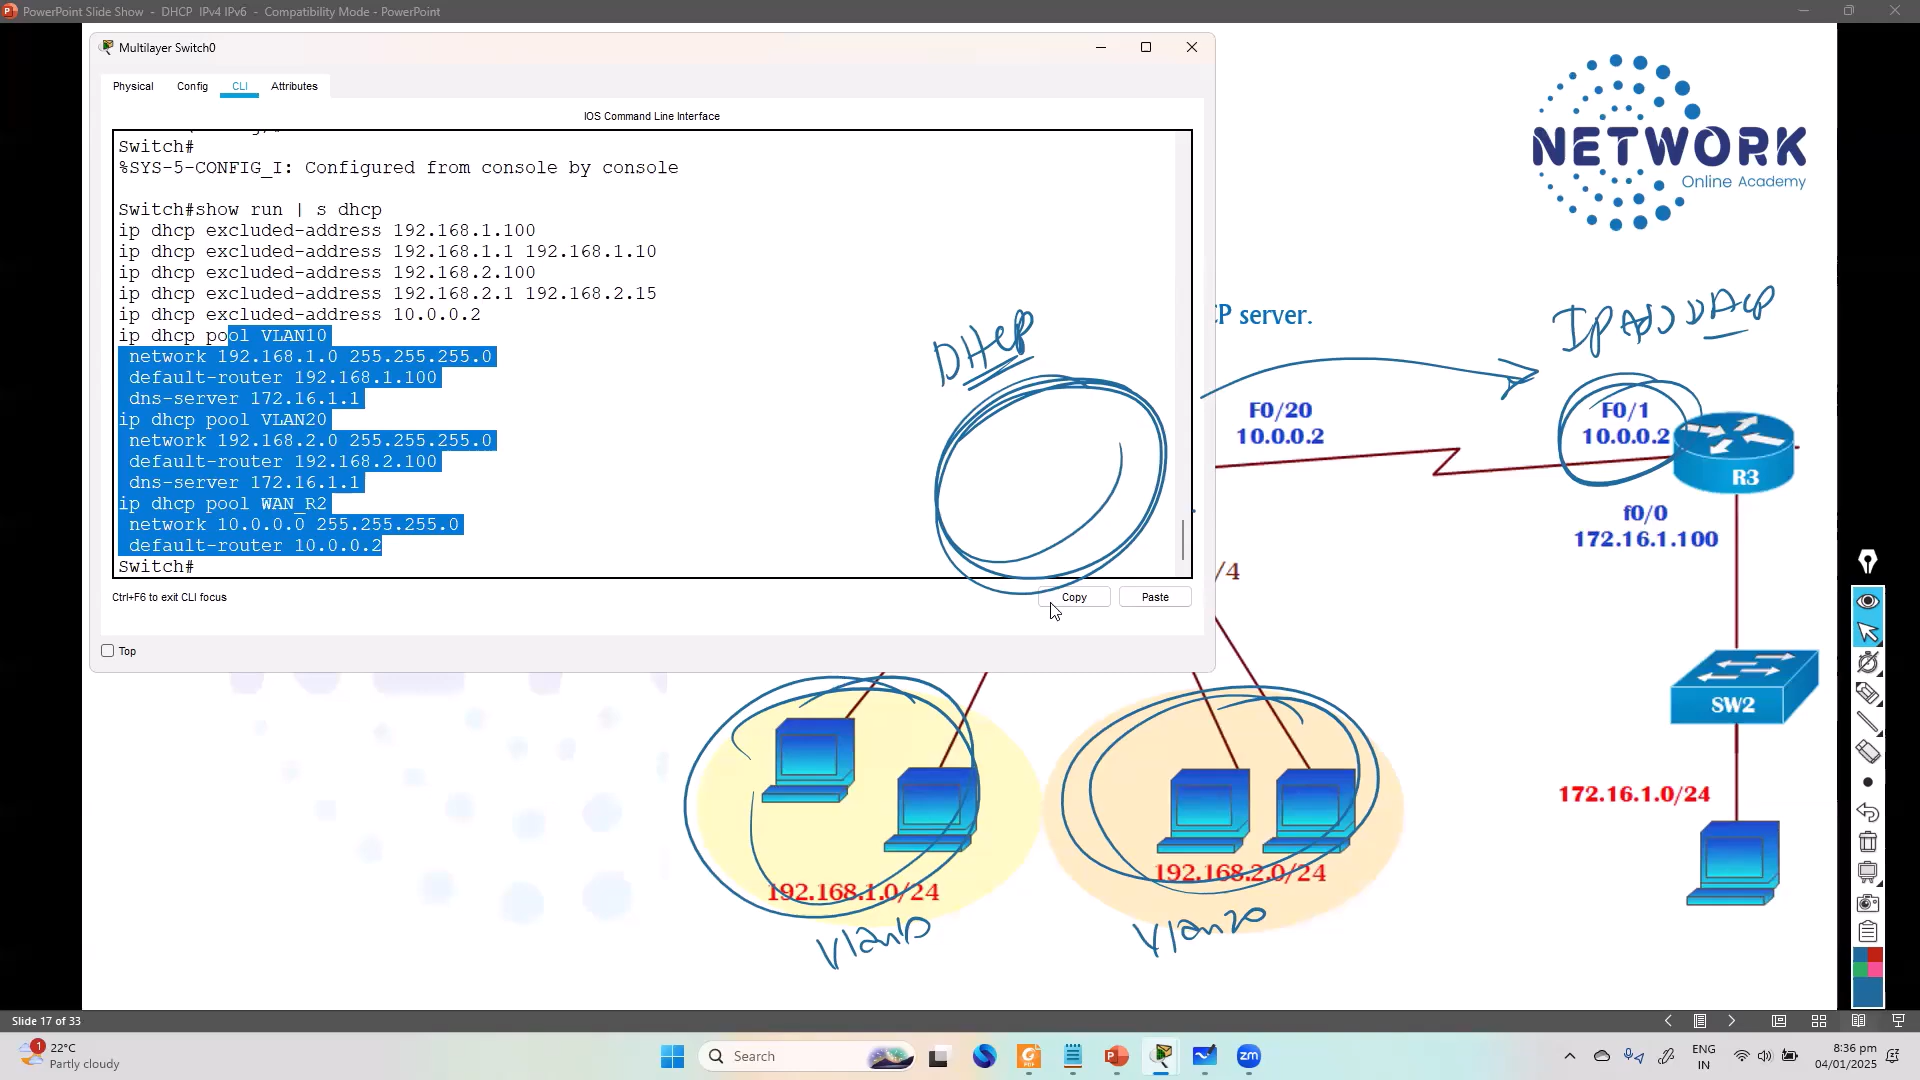 PowerPoint Slide Show - DHCP IPv4 IPv6 - Compatibility Mode - PowerPoint
Multilayer Switch0
Physical Config CLI Attributes
IOS Command Line Interface
Switch#
%SYS-5-CONFIG_I: Configured from console by console
Switch#show run | s dhcp
ip dhcp excluded-address 192.168.1.100
ip dhcp excluded-address 192.168.1.1 192.168.1.10
ip dhcp excluded-address 192.168.2.100
ip dhcp excluded-address 192.168.2.1 192.168.2.15
ip dhcp excluded-address 10.0.0.2
ip dhcp pool VLAN10
network 192.168.1.0 255.255.255.0
default-router 192.168.1.100
dns-server 172.16.1.1
ip dhcp pool VLAN20
network 192.168.2.0 255.255.255.0
default-router 192.168.2.100
dns-server 172.16.1.1
ip dhcp pool WAN_R2
network 10.0.0.0 255.255.255.0
default-router 10.0.0.2
Switch#
Ctrl+F6 to exit CLI focus
Copy Paste
Top
NETWORK
Online Academy
CP server.
DHCP
IP ADD DHCP
F0/20
10.0.0.2
F0/1
10.0.0.2
R3
f0/0
172.16.1.100
/4
SW2
172.16.1.0/24
192.168.1.0/24
192.168.2.0/24
Vlan10
Vlan20
Slide 17 of 33
1
22°C
Partly cloudy
Search
PDF
zm
ENG
IN
8:36 pm
04/01/2025